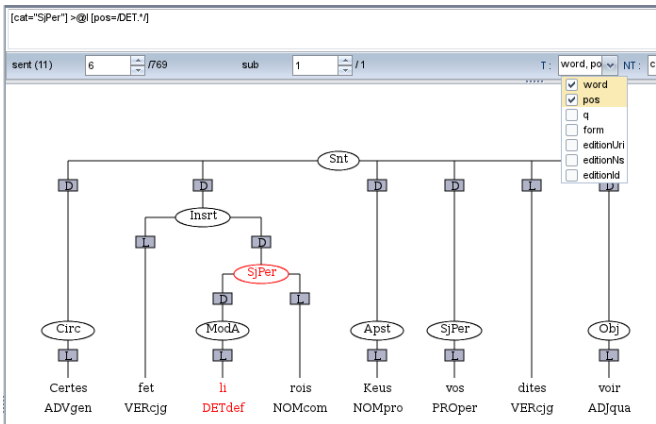 [cat="SjPer"] >@l [pos=/DET.*/]
sent (11) 6 /769 sub 1 / 1 T : word, po NT : c
word
pos
q
form
editionUri
editionNs
editionId
Snt
D D D D L D
Insrt
L D
SjPer
D L
Circ ModA Apst SjPer Obj
L L L L L
Certes fet li rois Keus vos dites voir
ADVgen VERcjg DETdef NOMcom NOMpro PROper VERcjg ADJqua